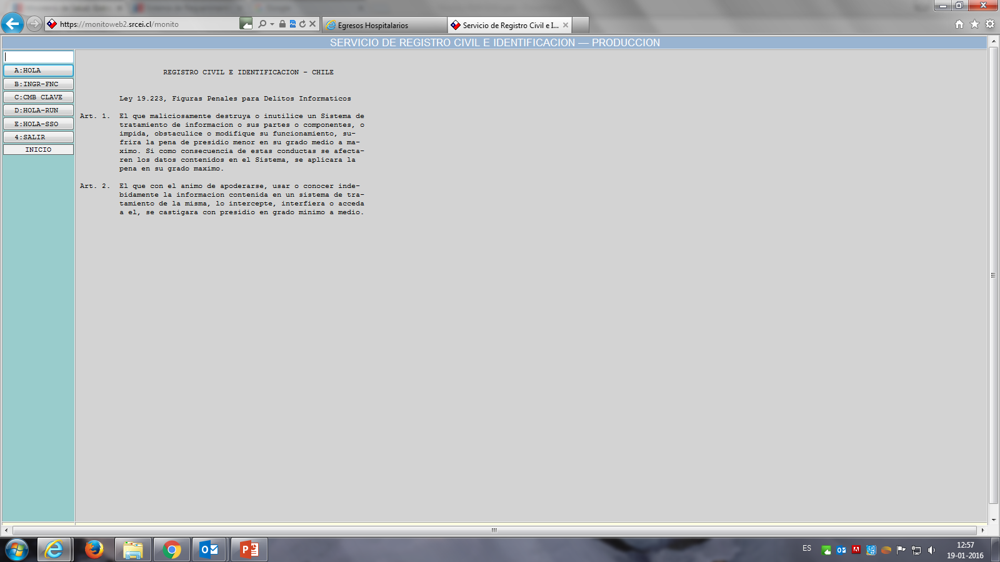 https://monitoweb2.srcei.cl/monito
Egresos Hospitalarios
Servicio de Registro Civil e I...
SERVICIO DE REGISTRO CIVIL E IDENTIFICACION — PRODUCCION
A:HOLA
B:INGR-FNC
C:CMB CLAVE
D:HOLA-RUN
E:HOLA-SSO
4:SALIR
INICIO
REGISTRO CIVIL E IDENTIFICACION - CHILE
Ley 19.223, Figuras Penales para Delitos Informaticos
Art. 1. El que maliciosamente destruya o inutilice un Sistema de
tratamiento de informacion o sus partes o componentes, o
impida, obstaculice o modifique su funcionamiento, su-
frira la pena de presidio menor en su grado medio a ma-
ximo. Si como consecuencia de estas conductas se afecta-
ren los datos contenidos en el Sistema, se aplicara la
pena en su grado maximo.
Art. 2. El que con el animo de apoderarse, usar o conocer inde-
bidamente la informacion contenida en un sistema de tra-
tamiento de la misma, lo intercepte, interfiera o acceda
a el, se castigara con presidio en grado minimo a medio.
ES
12:57
19-01-2016